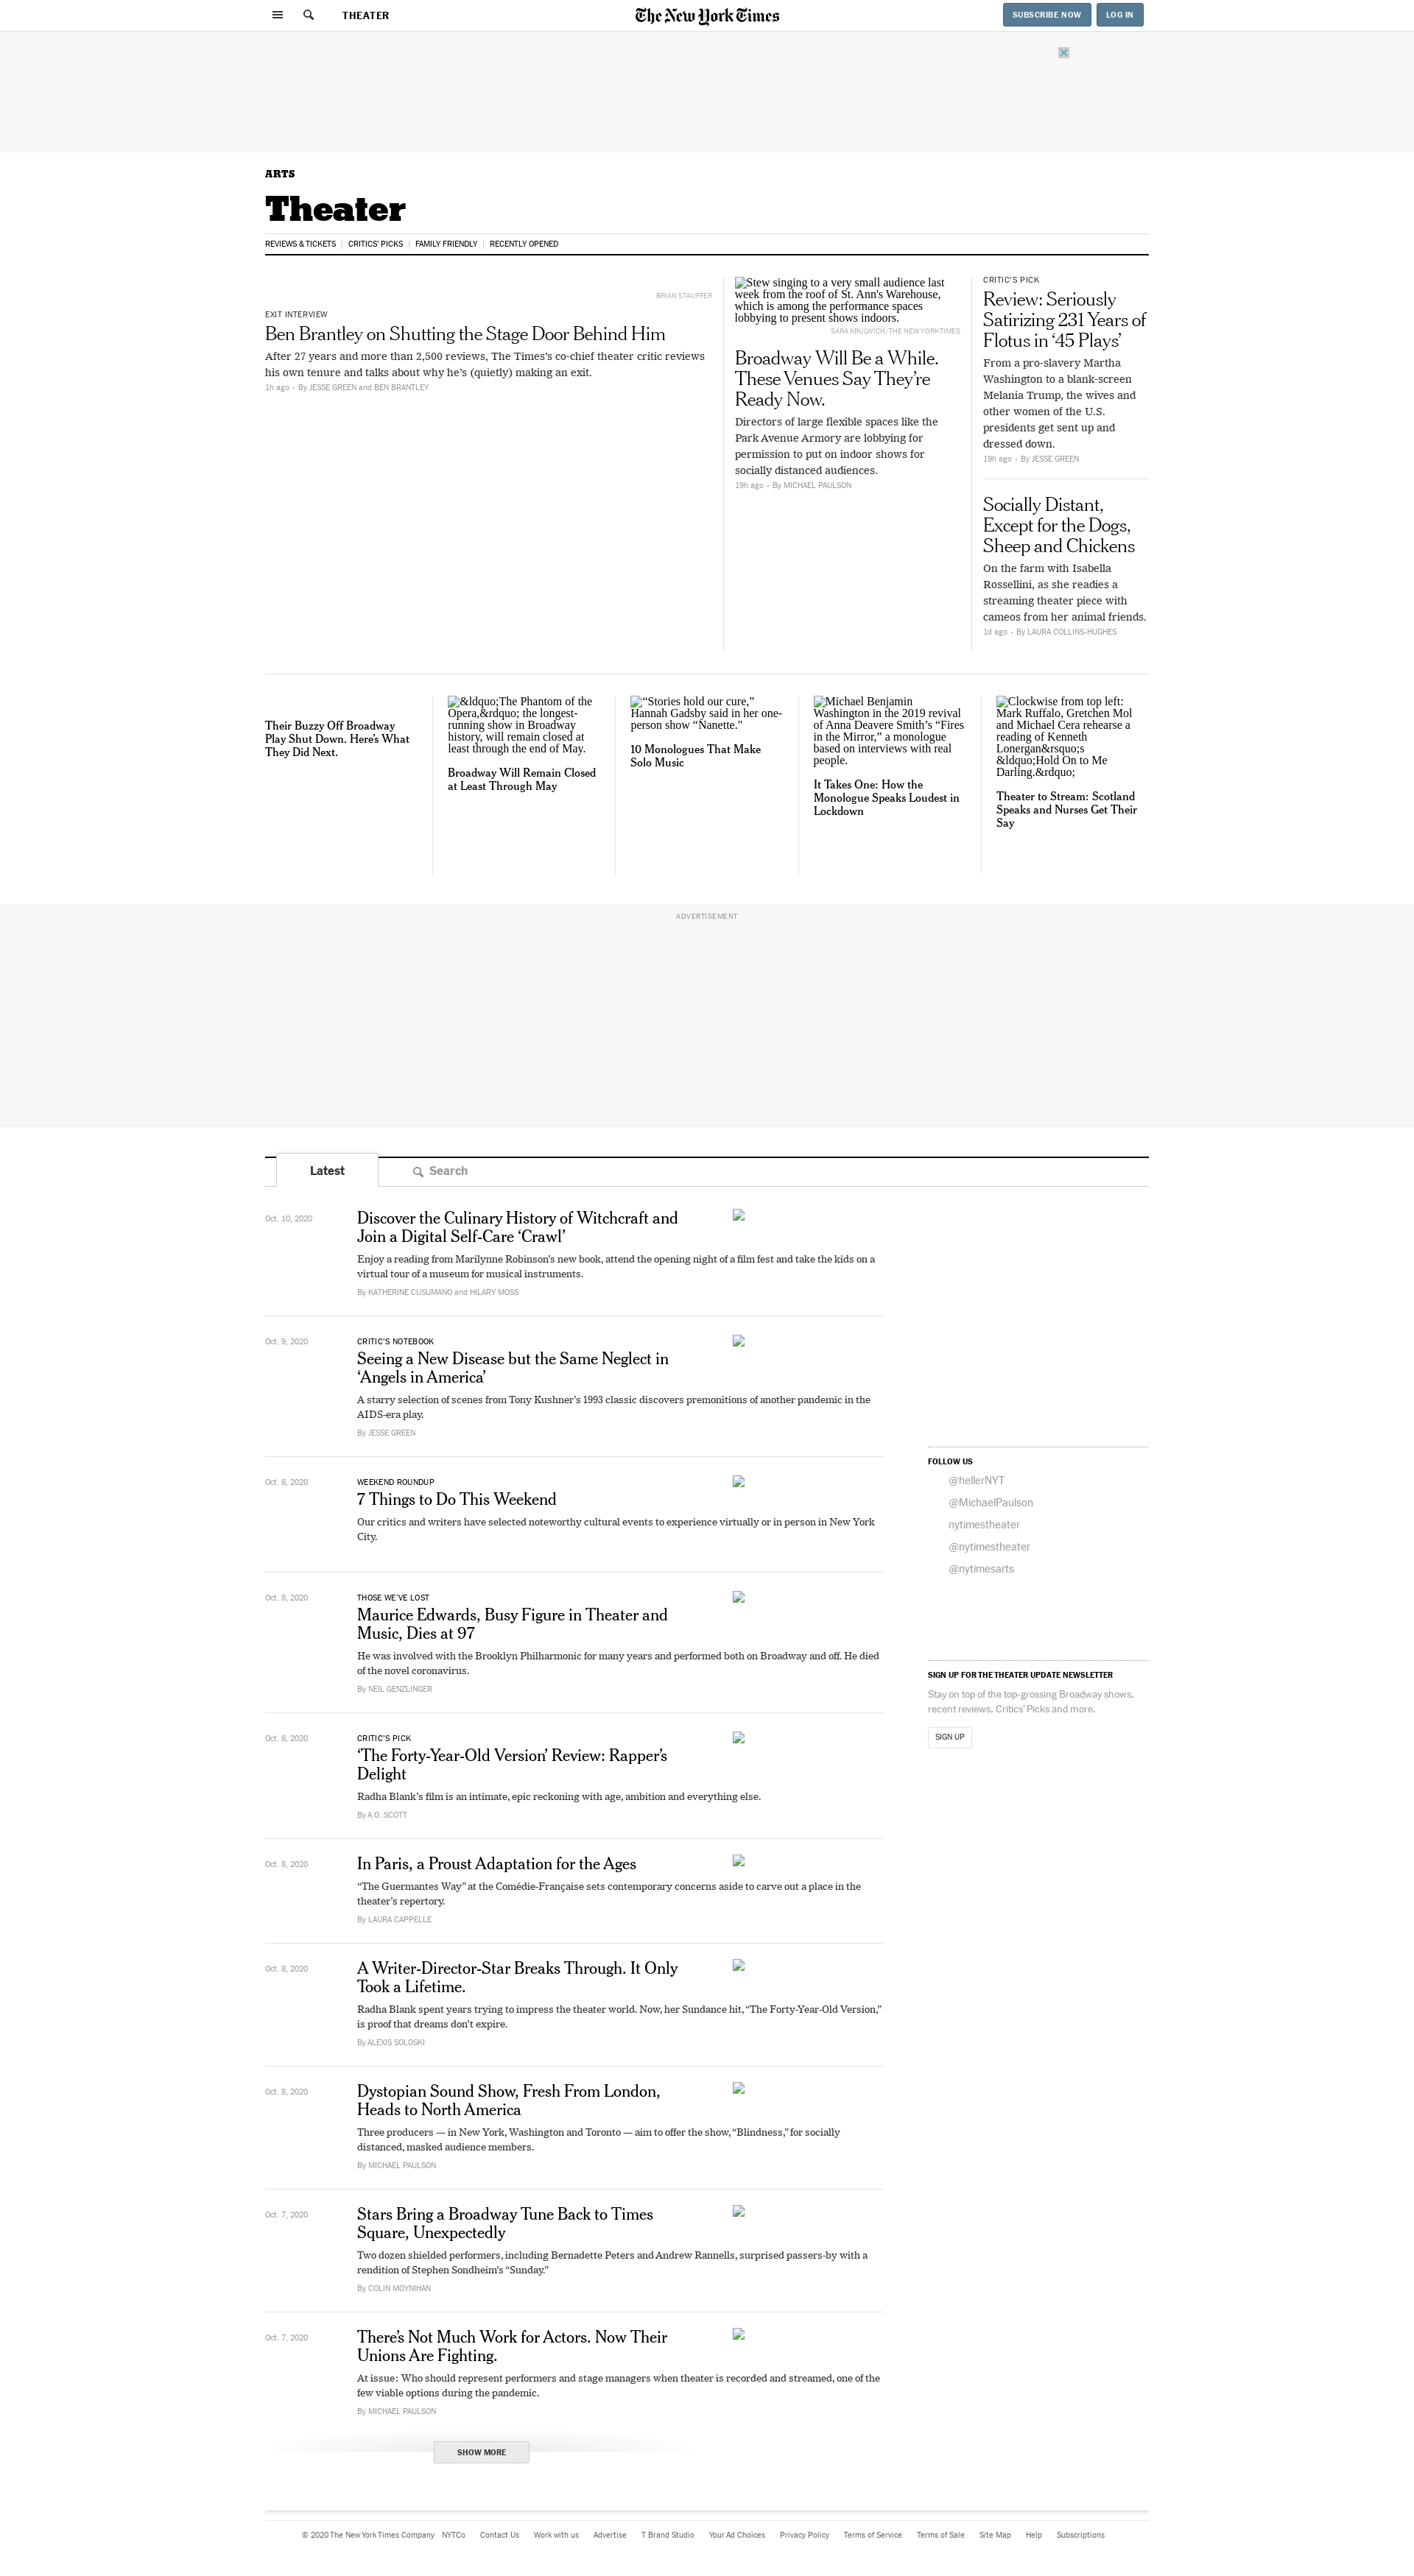 THEATER
The New York Times
SUBSCRIBE NOW
LOG IN
ARTS
Theater
REVIEWS & TICKETS
CRITICS' PICKS
FAMILY FRIENDLY
RECENTLY OPENED
BRIAN STAUFFER
EXIT INTERVIEW
Ben Brantley on Shutting the Stage Door Behind Him
After 27 years and more than 2,500 reviews, The Times’s co-chief theater critic reviews
his own tenure and talks about why he’s (quietly) making an exit.
1h ago • By JESSE GREEN and BEN BRANTLEY
Stew singing to a very small audience last
week from the roof of St. Ann's Warehouse,
which is among the performance spaces
lobbying to present shows indoors.
SARA KRULWICH/THE NEW YORK TIMES
Broadway Will Be a While.
These Venues Say They’re
Ready Now.
Directors of large flexible spaces like the
Park Avenue Armory are lobbying for
permission to put on indoor shows for
socially distanced audiences.
19h ago • By MICHAEL PAULSON
CRITIC’S PICK
Review: Seriously
Satirizing 231 Years of
Flotus in ‘45 Plays’
From a pro-slavery Martha
Washington to a blank-screen
Melania Trump, the wives and
other women of the U.S.
presidents get sent up and
dressed down.
19h ago • By JESSE GREEN
Socially Distant,
Except for the Dogs,
Sheep and Chickens
On the farm with Isabella
Rossellini, as she readies a
streaming theater piece with
cameos from her animal friends.
1d ago • By LAURA COLLINS-HUGHES
Their Buzzy Off Broadway
Play Shut Down. Here’s What
They Did Next.
&ldquo;The Phantom of the
Opera,&rdquo; the longest-
running show in Broadway
history, will remain closed at
least through the end of May.
Broadway Will Remain Closed
at Least Through May
“Stories hold our cure,”
Hannah Gadsby said in her one-
person show “Nanette."
10 Monologues That Make
Solo Music
Michael Benjamin
Washington in the 2019 revival
of Anna Deavere Smith’s “Fires
in the Mirror,” a monologue
based on interviews with real
people.
It Takes One: How the
Monologue Speaks Loudest in
Lockdown
Clockwise from top left:
Mark Ruffalo, Gretchen Mol
and Michael Cera rehearse a
reading of Kenneth
Lonergan&rsquo;s
&ldquo;Hold On to Me
Darling.&rdquo;
Theater to Stream: Scotland
Speaks and Nurses Get Their
Say
ADVERTISEMENT
Latest
Search
Oct. 10, 2020
Discover the Culinary History of Witchcraft and
Join a Digital Self-Care ‘Crawl’
Enjoy a reading from Marilynne Robinson’s new book, attend the opening night of a film fest and take the kids on a
virtual tour of a museum for musical instruments.
By KATHERINE CUSUMANO and HILARY MOSS
Oct. 9, 2020
CRITIC’S NOTEBOOK
Seeing a New Disease but the Same Neglect in
‘Angels in America’
A starry selection of scenes from Tony Kushner’s 1993 classic discovers premonitions of another pandemic in the
AIDS-era play.
By JESSE GREEN
Oct. 8, 2020
WEEKEND ROUNDUP
7 Things to Do This Weekend
Our critics and writers have selected noteworthy cultural events to experience virtually or in person in New York
City.
Oct. 8, 2020
THOSE WE’VE LOST
Maurice Edwards, Busy Figure in Theater and
Music, Dies at 97
He was involved with the Brooklyn Philharmonic for many years and performed both on Broadway and off. He died
of the novel coronavirus.
By NEIL GENZLINGER
Oct. 8, 2020
CRITIC’S PICK
‘The Forty-Year-Old Version’ Review: Rapper’s
Delight
Radha Blank’s film is an intimate, epic reckoning with age, ambition and everything else.
By A.O. SCOTT
Oct. 8, 2020
In Paris, a Proust Adaptation for the Ages
“The Guermantes Way” at the Comédie-Française sets contemporary concerns aside to carve out a place in the
theater’s repertory.
By LAURA CAPPELLE
Oct. 8, 2020
A Writer-Director-Star Breaks Through. It Only
Took a Lifetime.
Radha Blank spent years trying to impress the theater world. Now, her Sundance hit, “The Forty-Year-Old Version,”
is proof that dreams don’t expire.
By ALEXIS SOLOSKI
Oct. 8, 2020
Dystopian Sound Show, Fresh From London,
Heads to North America
Three producers — in New York, Washington and Toronto — aim to offer the show, “Blindness,” for socially
distanced, masked audience members.
By MICHAEL PAULSON
Oct. 7, 2020
Stars Bring a Broadway Tune Back to Times
Square, Unexpectedly
Two dozen shielded performers, including Bernadette Peters and Andrew Rannells, surprised passers-by with a
rendition of Stephen Sondheim’s “Sunday.”
By COLIN MOYNIHAN
Oct. 7, 2020
There’s Not Much Work for Actors. Now Their
Unions Are Fighting.
At issue: Who should represent performers and stage managers when theater is recorded and streamed, one of the
few viable options during the pandemic.
By MICHAEL PAULSON
SHOW MORE
FOLLOW US
@hellerNYT
@MichaelPaulson
nytimestheater
@nytimestheater
@nytimesarts
SIGN UP FOR THE THEATER UPDATE NEWSLETTER
Stay on top of the top-grossing Broadway shows,
recent reviews, Critics’ Picks and more.
SIGN UP
© 2020 The New York Times Company NYTCo Contact Us Work with us Advertise T Brand Studio Your Ad Choices Privacy Policy Terms of Service Terms of Sale Site Map Help Subscriptions